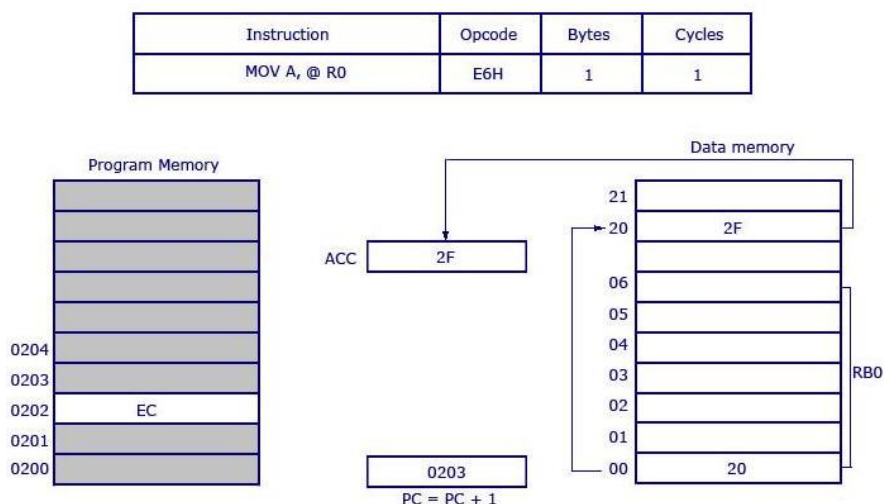 Instruction Opcode Bytes Cycles
MOV A, @ R0 E6H 1 1
Program Memory
0204
0203
0202 EC
0201
0200
ACC 2F
0203
PC = PC + 1
Data memory
21
20 2F
06
05
04
03
02
01
00 20
RB0